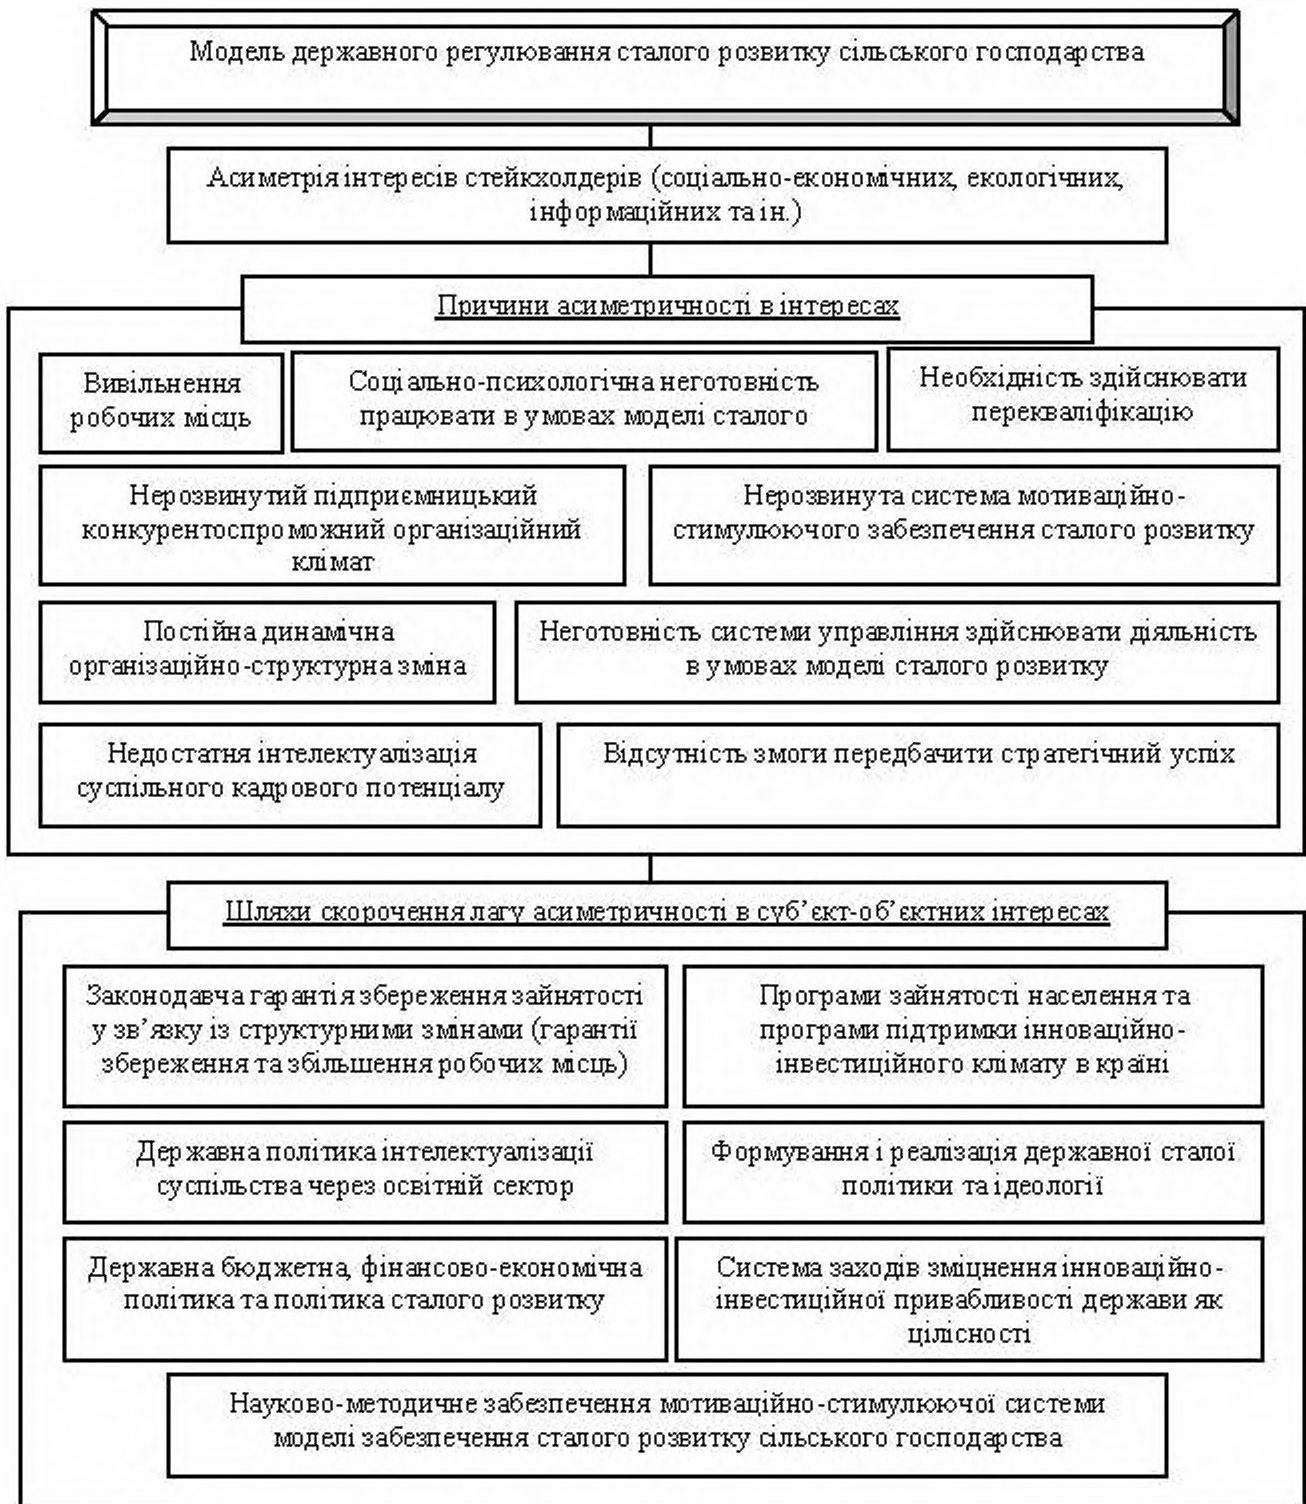 Модель державного регулювання сталого розвитку сільського господарства
Асиметрія інтересів стейкхолдерів (соціально-економічних, екологічних,
інформаційних та ін.)
Причини асиметричності в інтересах
Вивільнення
робочих місць
Соціально-психологічна неготовність
працювати в умовах моделі сталого
Необхідність здійснювати
перекваліфікацію
Нерозвинутий підприємницький
конкурентоспроможний організаційний
клімат
Нерозвинута система мотиваційно-
стимулюючого забезпечення сталого розвитку
Постійна динамічна
організаційно-структурна зміна
Неготовність системи управління здійснювати діяльність
в умовах моделі сталого розвитку
Недостатня інтелектуалізація
суспільного кадрового потенціалу
Відсутність змоги передбачити стратегічний успіх
Шляхи скорочення лагу асиметричності в суб’єкт-об’єктних інтересах
Законодавча гарантія збереження зайнятості
у зв’язку із структурними змінами (гарантії
збереження та збільшення робочих місць)
Програми зайнятості населення та
програми підтримки інноваційно-
інвестиційного клімату в країні
Державна політика інтелектуалізації
суспільства через освітній сектор
Формування і реалізація державної сталої
політики та ідеології
Державна бюджетна, фінансово-економічна
політика та політика сталого розвитку
Система заходів зміцнення інноваційно-
інвестиційної привабливості держави як
цілісності
Науково-методичне забезпечення мотиваційно-стимулюючої системи
моделі забезпечення сталого розвитку сільського господарства